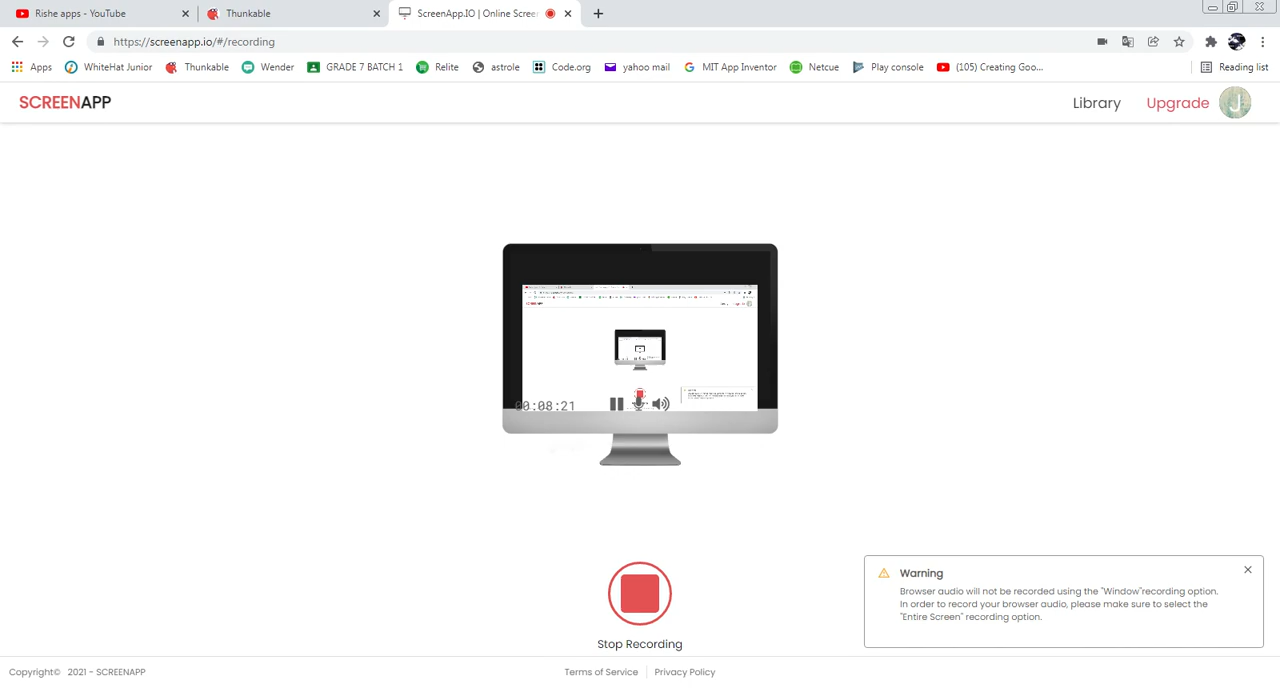 Rishe apps - YouTube
Thunkable
ScreenApp.IO | Online Scree
https://screenapp.io/#/recording
Apps WhiteHat Junior Thunkable Wender GRADE 7 BATCH 1 Relite astrole Code.org yahoo mail MIT App Inventor Netcue Play console (105) Creating Goo... Reading list
SCREENAPP
Library Upgrade J
00:08:21
Stop Recording
Warning
Browser audio will not be recorded using the "Window"recording option.
In order to record your browser audio, please make sure to select the
"Entire Screen" recording option.
Copyright© 2021 - SCREENAPP
Terms of Service Privacy Policy